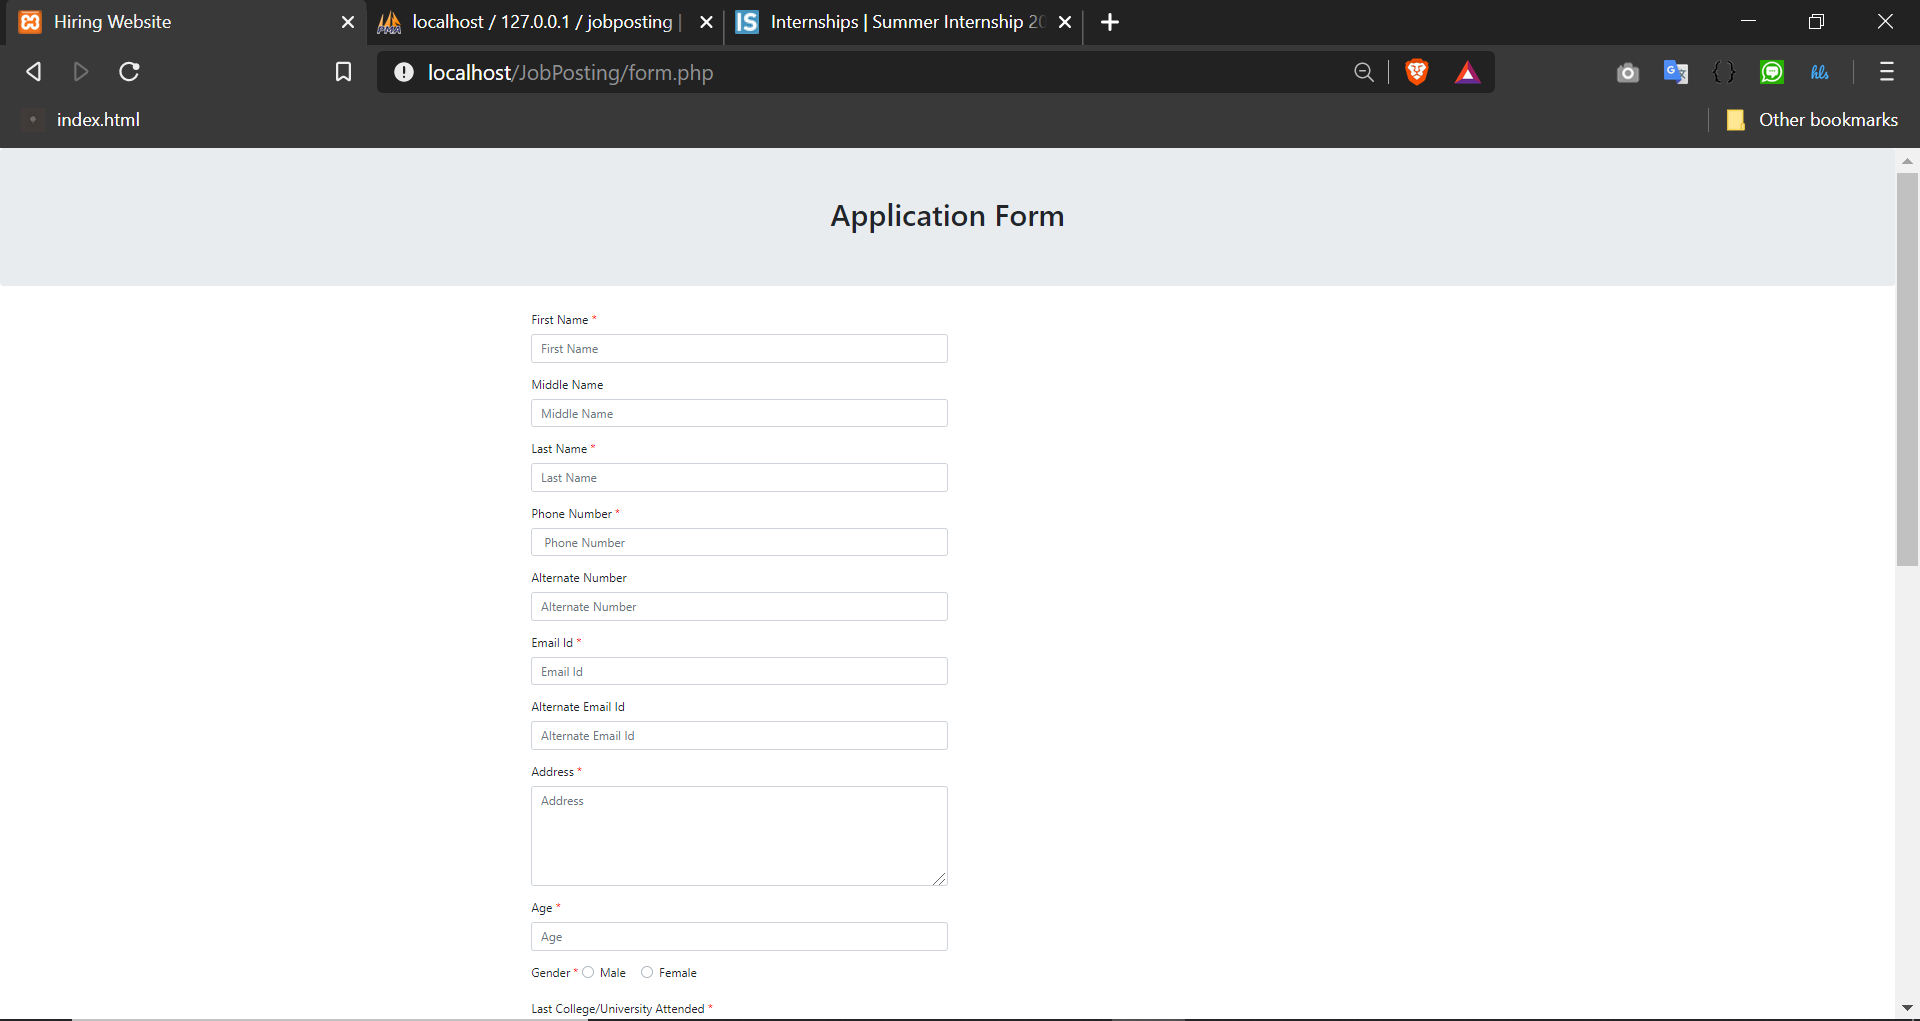 Hiring Website
localhost / 127.0.0.1 / jobposting |
IS Internships | Summer Internship 20
localhost/JobPosting/form.php
hls
index.html
Other bookmarks
Application Form
First Name *
First Name
Middle Name
Middle Name
Last Name *
Last Name
Phone Number *
Phone Number
Alternate Number
Alternate Number
Email Id *
Email Id
Alternate Email Id
Alternate Email Id
Address *
Address
Age *
Age
Gender * Male Female
Last College/University Attended *